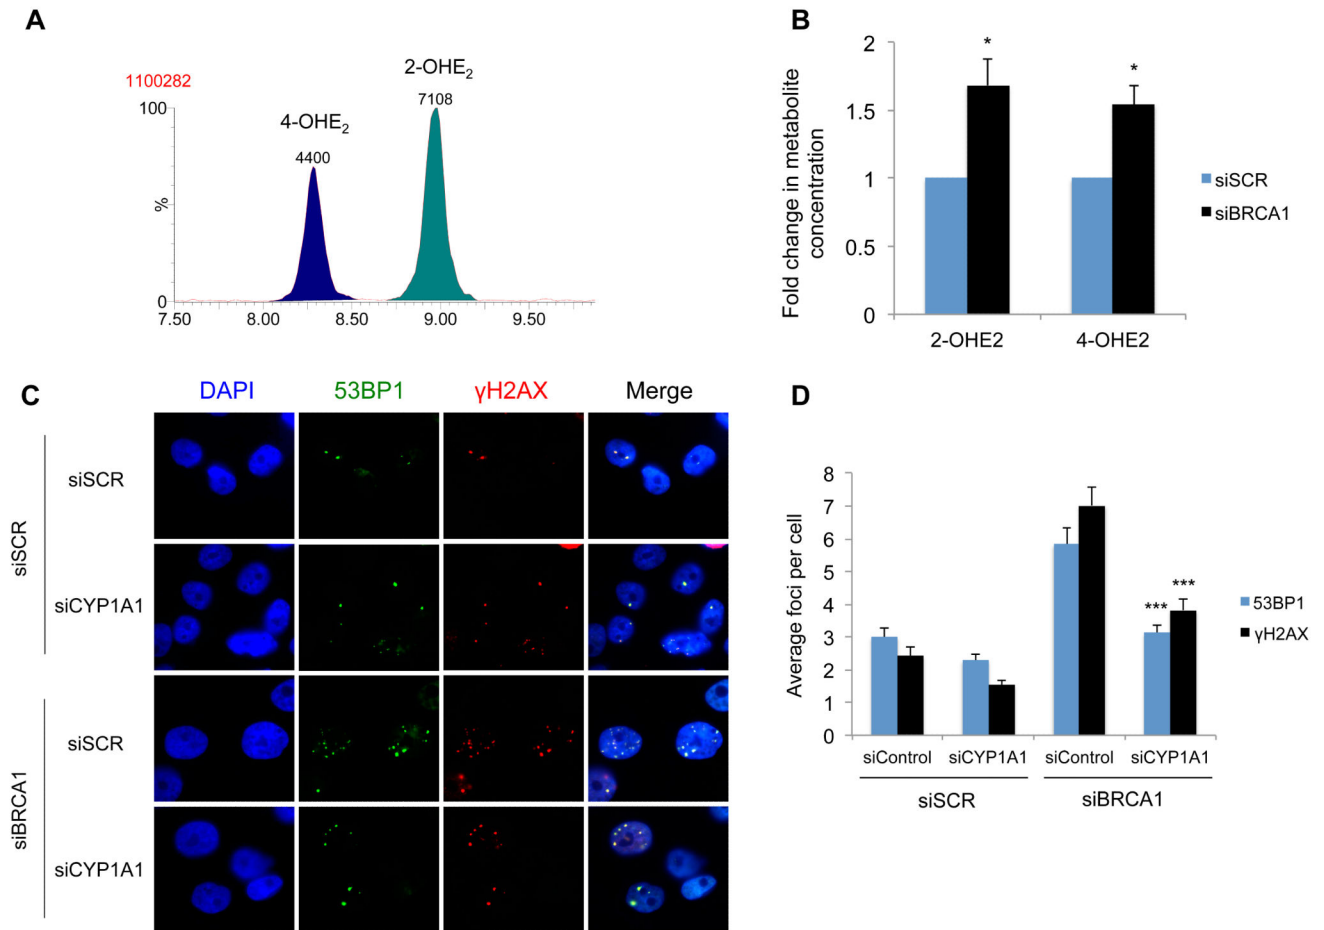 A
1100282
100
%
0
4-OHE2
4400
2-OHE2
7108
7.50 8.00 8.50 9.00 9.50
B
Fold change in metabolite
concentration
2
1.5
1
0.5
0
*
*
2-OHE2 4-OHE2
siSCR
siBRCA1
C
DAPI 53BP1 γH2AX Merge
siSCR
siSCR
siCYP1A1
siBRCA1
siSCR
siCYP1A1
D
Average foci per cell
8
7
6
5
4
3
2
1
0
*** ***
siControl siCYP1A1 siControl siCYP1A1
siSCR siBRCA1
53BP1
γH2AX